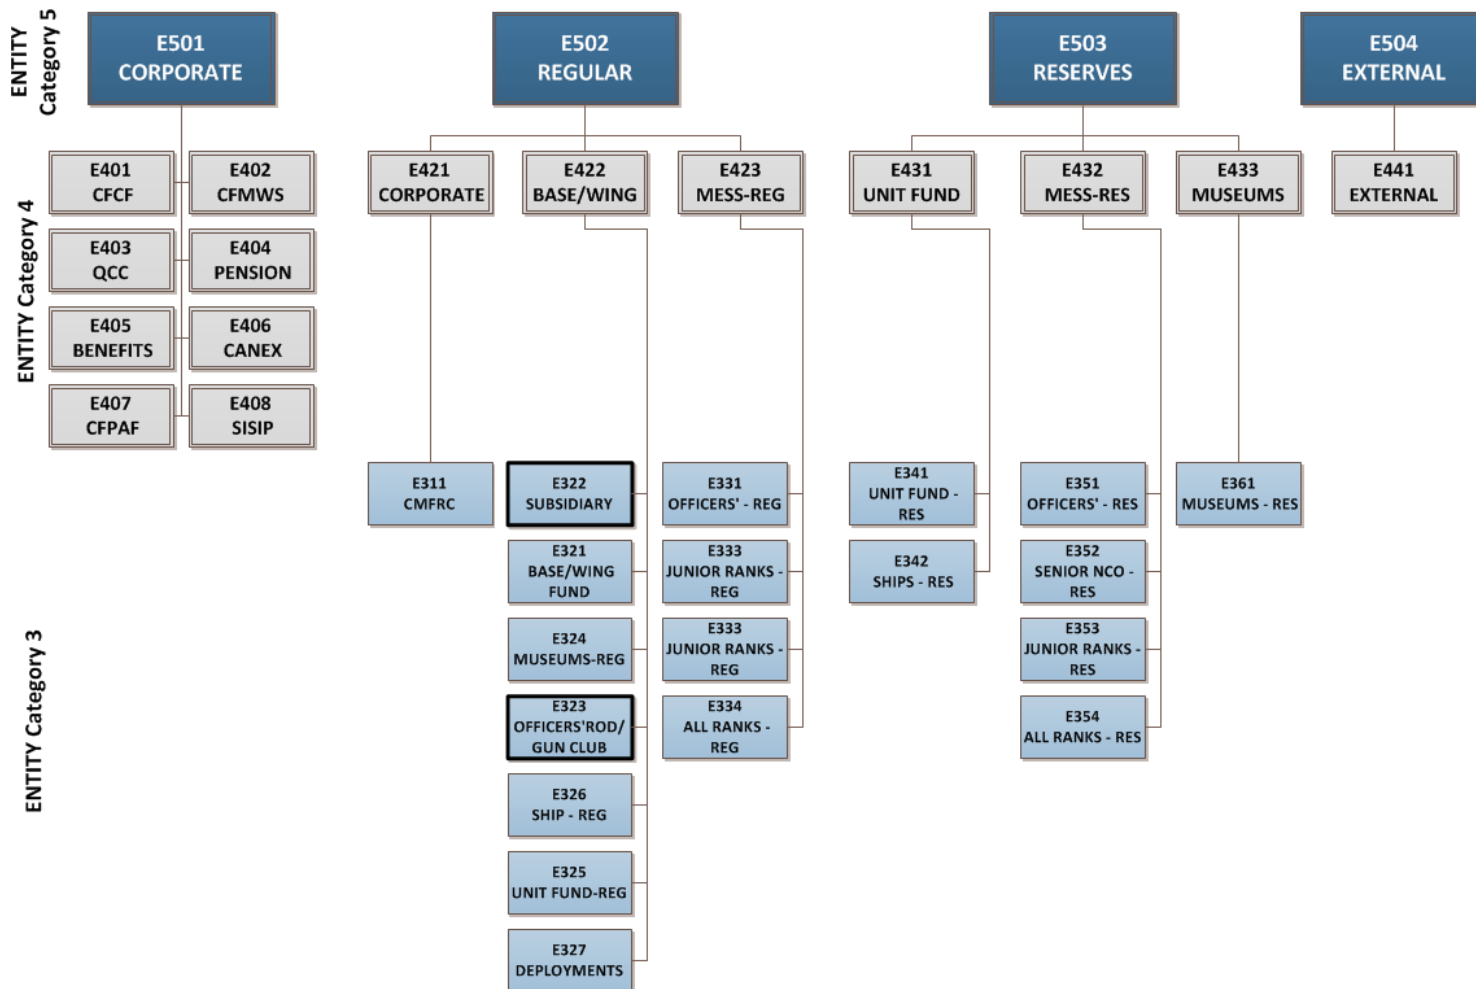 ENTITY
Category 5
E501
CORPORATE
E502
REGULAR
E503
RESERVES
E504
EXTERNAL
ENTITY Category 4
E401
CFCF
E402
CFMWS
E403
QCC
E404
PENSION
E405
BENEFITS
E406
CANEX
E407
CFPAF
E408
SISIP
E421
CORPORATE
E422
BASE/WING
E423
MESS-REG
E431
UNIT FUND
E432
MESS-RES
E433
MUSEUMS
E441
EXTERNAL
ENTITY Category 3
E311
CMFRC
E322
SUBSIDIARY
E321
BASE/WING
FUND
E324
MUSEUMS-REG
E323
OFFICERS'ROD/
GUN CLUB
E326
SHIP - REG
E325
UNIT FUND-REG
E327
DEPLOYMENTS
E331
OFFICERS' - REG
E333
JUNIOR RANKS -
REG
E333
JUNIOR RANKS -
REG
E334
ALL RANKS -
REG
E341
UNIT FUND -
RES
E342
SHIPS - RES
E351
OFFICERS' - RES
E352
SENIOR NCO -
RES
E353
JUNIOR RANKS -
RES
E354
ALL RANKS - RES
E361
MUSEUMS - RES